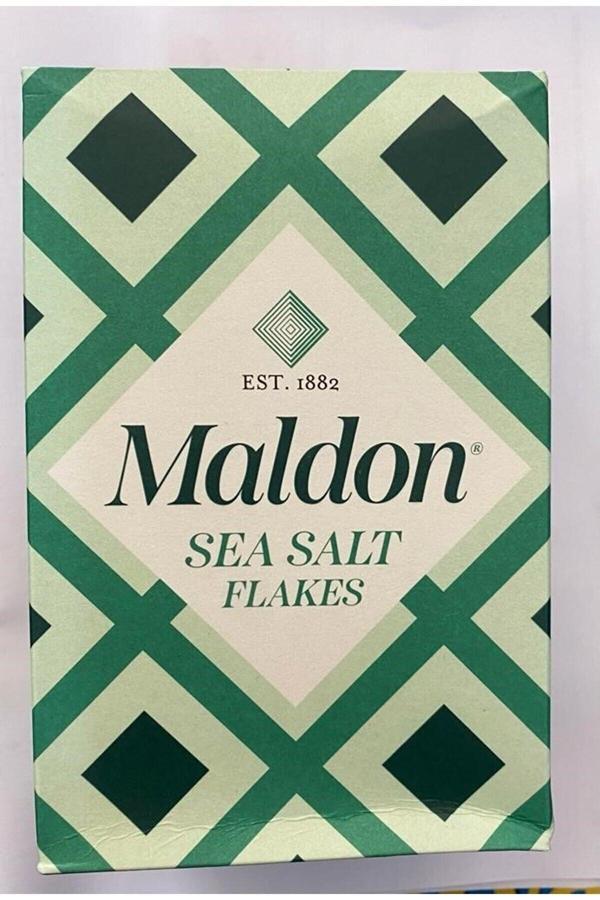 EST. 1882
Maldon®
SEA SALT
FLAKES